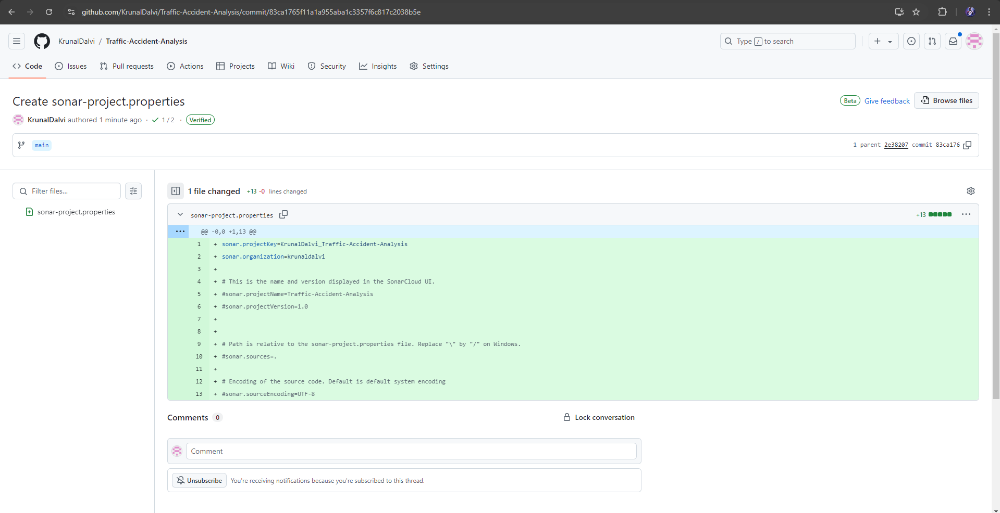 github.com/KrunalDalvi/Traffic-Accident-Analysis/commit/83ca1765f11a1a955aba1c3357f6c817c2038b5e
KrunalDalvi / Traffic-Accident-Analysis
Type / to search
Code Issues Pull requests Actions Projects Wiki Security Insights Settings
Create sonar-project.properties
Beta Give feedback Browse files
KrunalDalvi authored 1 minute ago · 1 / 2 · Verified
main
1 parent 2e38207 commit 83ca176
Filter files...
sonar-project.properties
1 file changed +13 -0 lines changed
sonar-project.properties
+13
@@ -0,0 +1,13 @@
1 + sonar.projectKey=KrunalDalvi_Traffic-Accident-Analysis
2 + sonar.organization=krunaldalvi
3 +
4 + # This is the name and version displayed in the SonarCloud UI.
5 + #sonar.projectName=Traffic-Accident-Analysis
6 + #sonar.projectVersion=1.0
7 +
8 +
9 + # Path is relative to the sonar-project.properties file. Replace "\" by "/" on Windows.
10 + #sonar.sources=.
11 +
12 + # Encoding of the source code. Default is default system encoding
13 + #sonar.sourceEncoding=UTF-8
Comments 0
Lock conversation
Comment
Unsubscribe You're receiving notifications because you're subscribed to this thread.